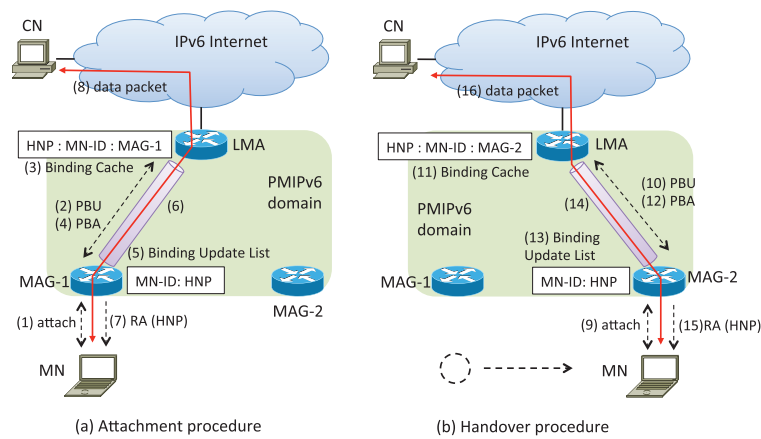 CN
IPv6 Internet
(8) data packet
HNP : MN-ID : MAG-1
LMA
(3) Binding Cache
PMIPv6
domain
(2) PBU
(4) PBA
(6)
(5) Binding Update List
MAG-1
MN-ID: HNP
MAG-2
(1) attach
(7) RA (HNP)
MN
(a) Attachment procedure
CN
IPv6 Internet
(16) data packet
HNP : MN-ID : MAG-2
LMA
(11) Binding Cache
(10) PBU
(12) PBA
PMIPv6
domain
(14)
(13) Binding
Update List
MAG-1
MN-ID: HNP
MAG-2
(9) attach
(15)RA (HNP)
MN
(b) Handover procedure